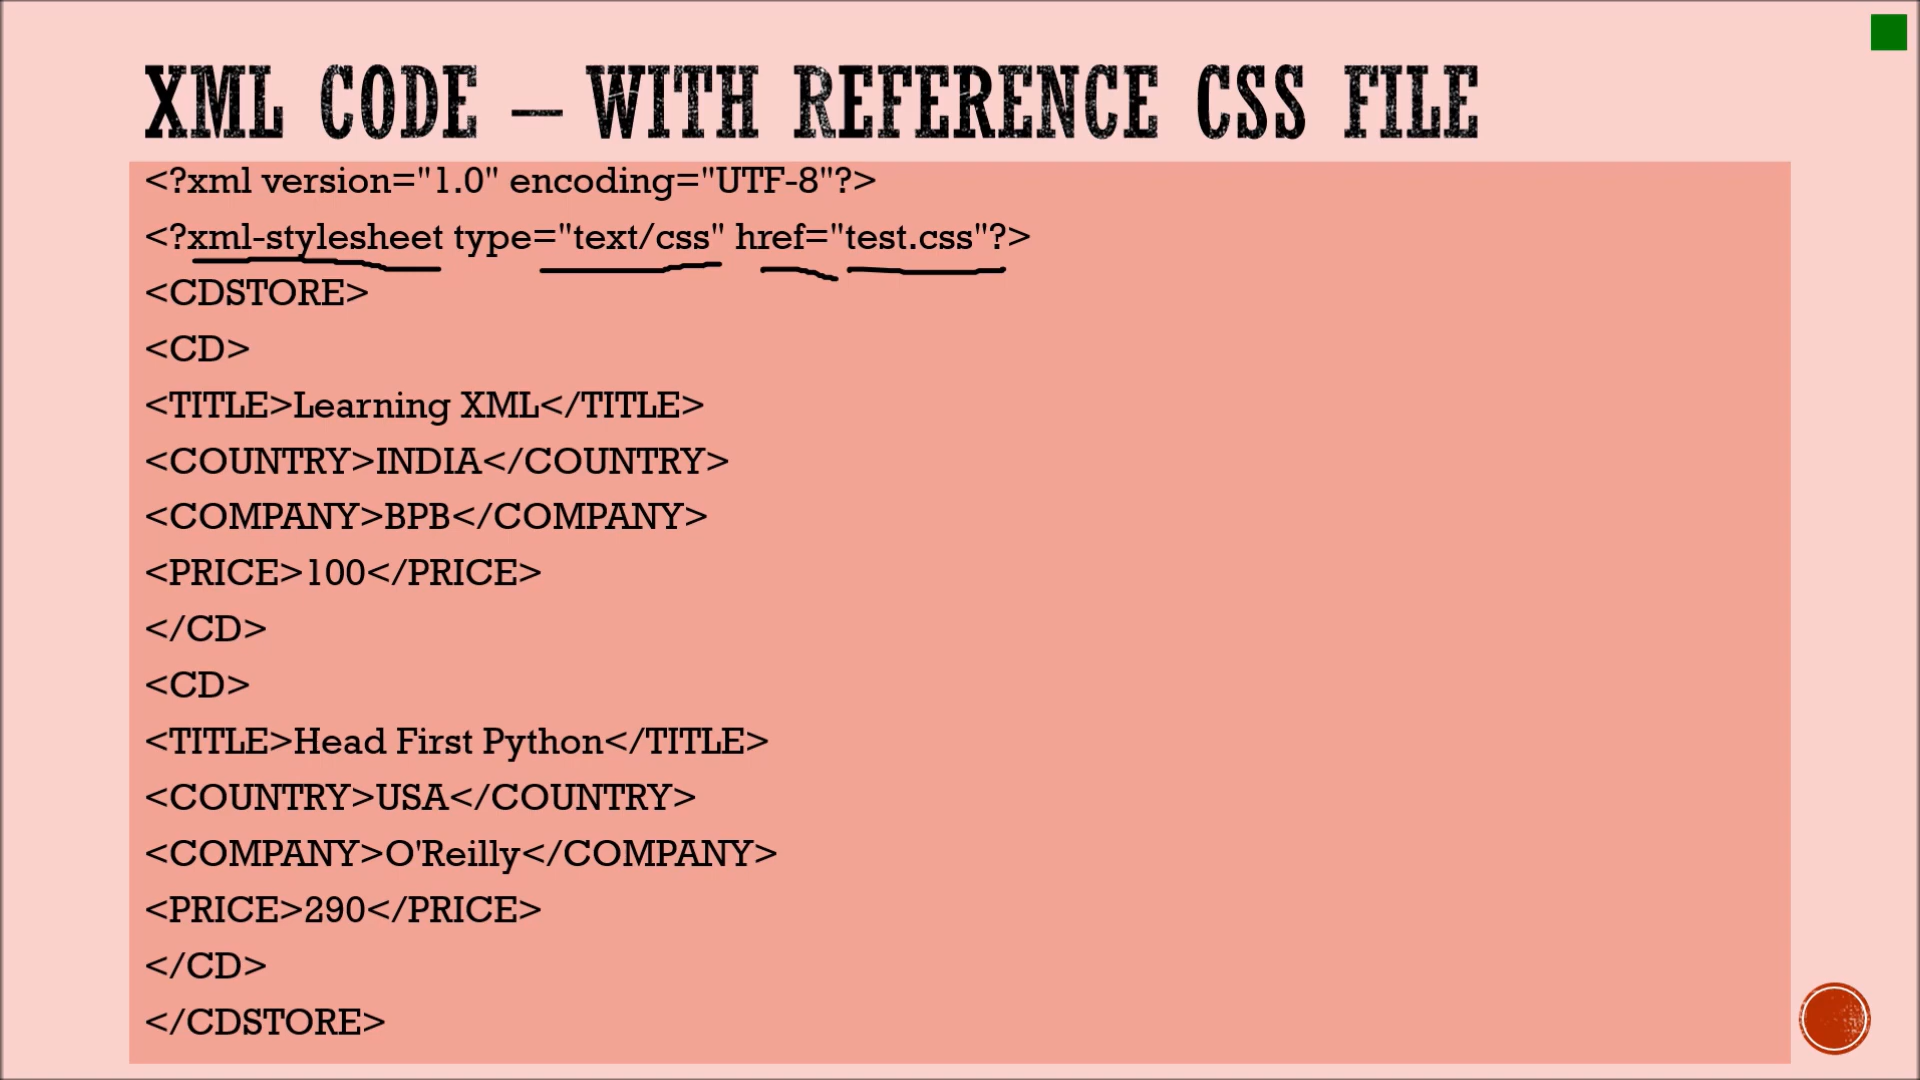 XML CODE – WITH REFERENCE CSS FILE
<?xml version="1.0" encoding="UTF-8"?>
<?xml-stylesheet type="text/css" href="test.css"?>
<CDSTORE>
<CD>
<TITLE>Learning XML</TITLE>
<COUNTRY>INDIA</COUNTRY>
<COMPANY>BPB</COMPANY>
<PRICE>100</PRICE>
</CD>
<CD>
<TITLE>Head First Python</TITLE>
<COUNTRY>USA</COUNTRY>
<COMPANY>O'Reilly</COMPANY>
<PRICE>290</PRICE>
</CD>
</CDSTORE>